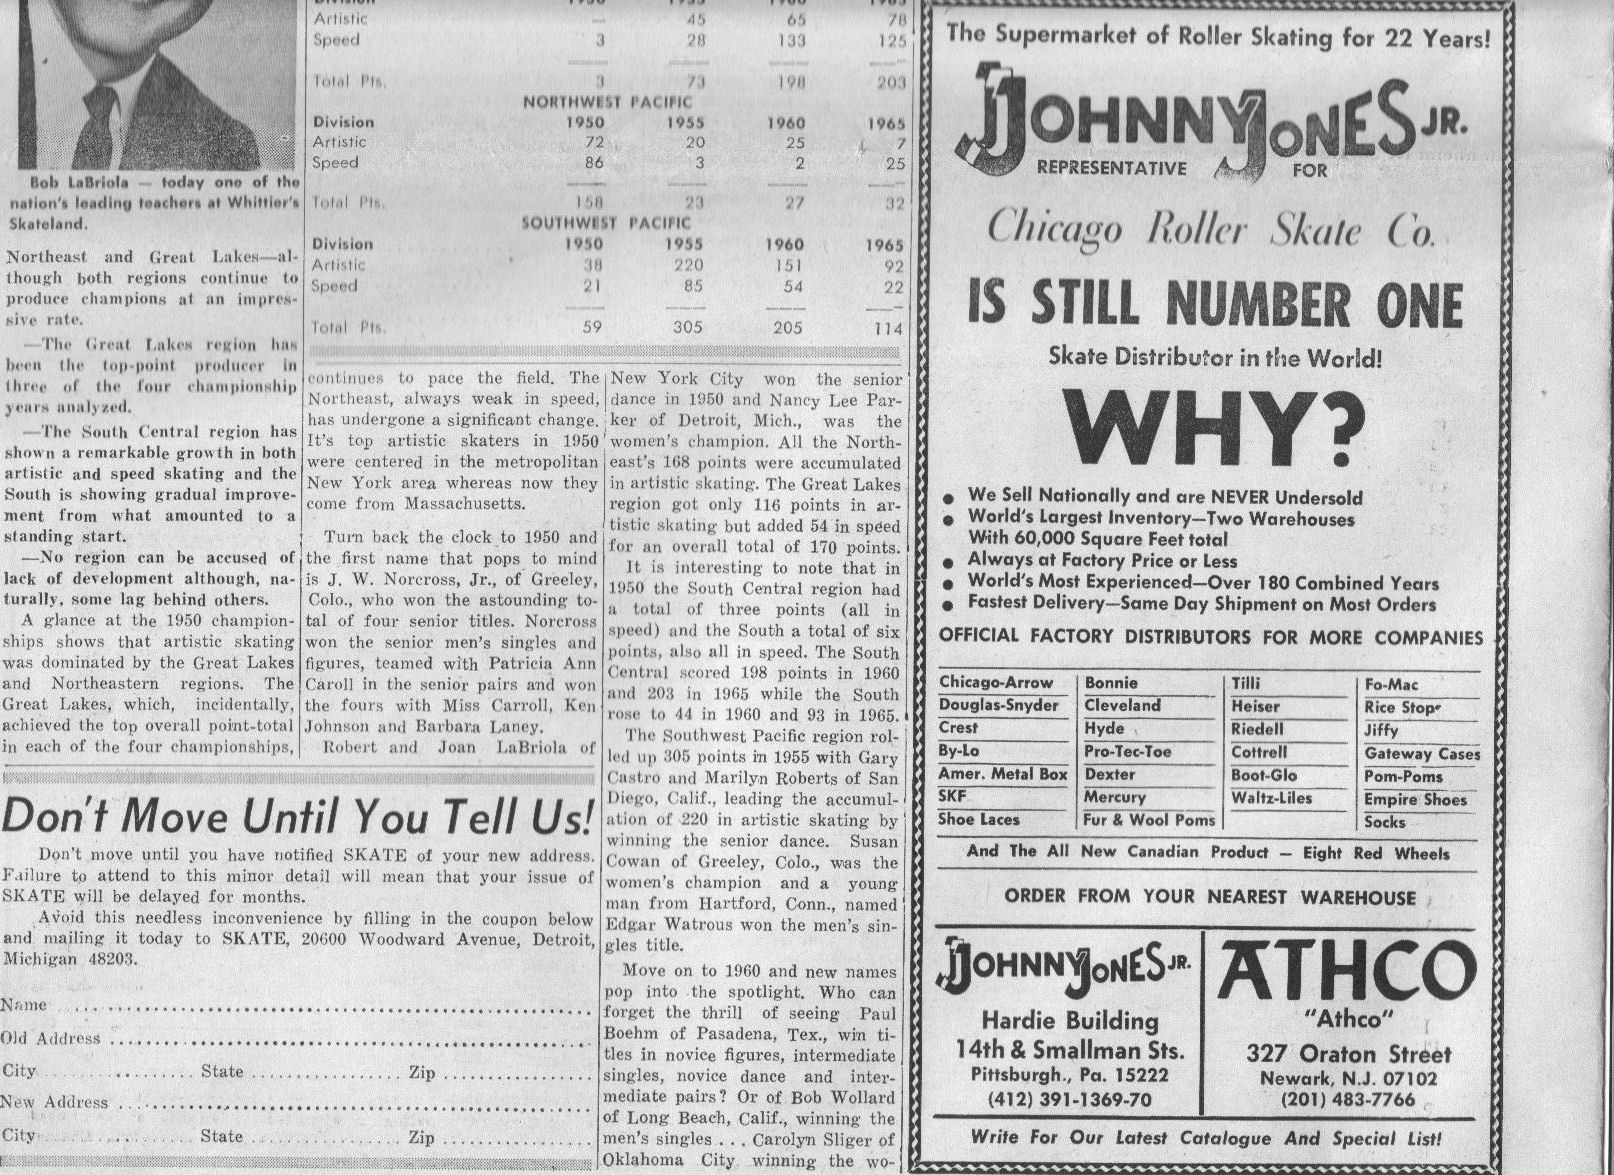 Bob LaBriola — today one of the
nation's leading teachers at Whittier's
Skateland.
Northeast and Great Lakes—al-
though both regions continue to
produce champions at an impres-
sive rate.
—The Great Lakes region has
been the top-point producer in
three of the four championship
years analyzed.
—The South Central region has
shown a remarkable growth in both
artistic and speed skating and the
South is showing gradual improve-
ment from what amounted to a
standing start.
—No region can be accused of
lack of development although, na-
turally, some lag behind others.
A glance at the 1950 champion-
ships shows that artistic skating
was dominated by the Great Lakes
and Northeastern regions. The
Great Lakes, which, incidentally,
achieved the top overall point-total
in each of the four championships,
Division 1950 1955 1960 1965
Artistic — 45 65 78
Speed 3 28 133 125
Total Pts. 3 73 198 203
NORTHWEST PACIFIC
Division 1950 1955 1960 1965
Artistic 72 20 25 7
Speed 86 3 2 25
Total Pts. 158 23 27 32
SOUTHWEST PACIFIC
Division 1950 1955 1960 1965
Artistic 38 220 151 92
Speed 21 85 54 22
Total Pts. 59 305 205 114
continues to pace the field. The
Northeast, always weak in speed,
has undergone a significant change.
It's top artistic skaters in 1950
were centered in the metropolitan
New York area whereas now they
come from Massachusetts.
Turn back the clock to 1950 and
the first name that pops to mind
is J. W. Norcross, Jr., of Greeley,
Colo., who won the astounding to-
tal of four senior titles. Norcross
won the senior men's singles and
figures, teamed with Patricia Ann
Caroll in the senior pairs and won
the fours with Miss Carroll, Ken
Johnson and Barbara Laney.
Robert and Joan LaBriola of
New York City won the senior
dance in 1950 and Nancy Lee Par-
ker of Detroit, Mich., was the
women's champion. All the North-
east's 168 points were accumulated
in artistic skating. The Great Lakes
region got only 116 points in ar-
tistic skating but added 54 in speed
for an overall total of 170 points.
It is interesting to note that in
1950 the South Central region had
a total of three points (all in
speed) and the South a total of six
points, also all in speed. The South
Central scored 198 points in 1960
and 203 in 1965 while the South
rose to 44 in 1960 and 93 in 1965.
The Southwest Pacific region rol-
led up 305 points in 1955 with Gary
Castro and Marilyn Roberts of San
Diego, Calif., leading the accumul-
ation of 220 in artistic skating by
winning the senior dance. Susan
Cowan of Greeley, Colo., was the
women's champion and a young
man from Hartford, Conn., named
Edgar Watrous won the men's sin-
gles title.
Move on to 1960 and new names
pop into the spotlight. Who can
forget the thrill of seeing Paul
Boehm of Pasadena, Tex., win ti-
tles in novice figures, intermediate
singles, novice dance and inter-
mediate pairs? Or of Bob Wollard
of Long Beach, Calif., winning the
men's singles . . . Carolyn Sliger of
Oklahoma City winning the wo-
Don't Move Until You Tell Us!
Don't move until you have notified SKATE of your new address.
Failure to attend to this minor detail will mean that your issue of
SKATE will be delayed for months.
Avoid this needless inconvenience by filling in the coupon below
and mailing it today to SKATE, 20600 Woodward Avenue, Detroit,
Michigan 48203.
Name
Old Address
City State Zip
New Address
City State Zip
The Supermarket of Roller Skating for 22 Years!
JOHNNY JONES JR.
REPRESENTATIVE FOR
Chicago Roller Skate Co.
IS STILL NUMBER ONE
Skate Distributor in the World!
WHY?
• We Sell Nationally and are NEVER Undersold
• World's Largest Inventory—Two Warehouses
With 60,000 Square Feet total
• Always at Factory Price or Less
• World's Most Experienced—Over 180 Combined Years
• Fastest Delivery—Same Day Shipment on Most Orders
OFFICIAL FACTORY DISTRIBUTORS FOR MORE COMPANIES
Chicago-Arrow Bonnie Tilli Fo-Mac
Douglas-Snyder Cleveland Heiser Rice Stop
Crest Hyde Riedell Jiffy
By-Lo Pro-Tec-Toe Cottrell Gateway Cases
Amer. Metal Box Dexter Boot-Glo Pom-Poms
SKF Mercury Waltz-Liles Empire Shoes
Shoe Laces Fur & Wool Poms Socks
And The All New Canadian Product — Eight Red Wheels
ORDER FROM YOUR NEAREST WAREHOUSE
JOHNNY JONES JR.
Hardie Building
14th & Smallman Sts.
Pittsburgh., Pa. 15222
(412) 391-1369-70
ATHCO
"Athco"
327 Oraton Street
Newark, N.J. 07102
(201) 483-7766
Write For Our Latest Catalogue And Special List!